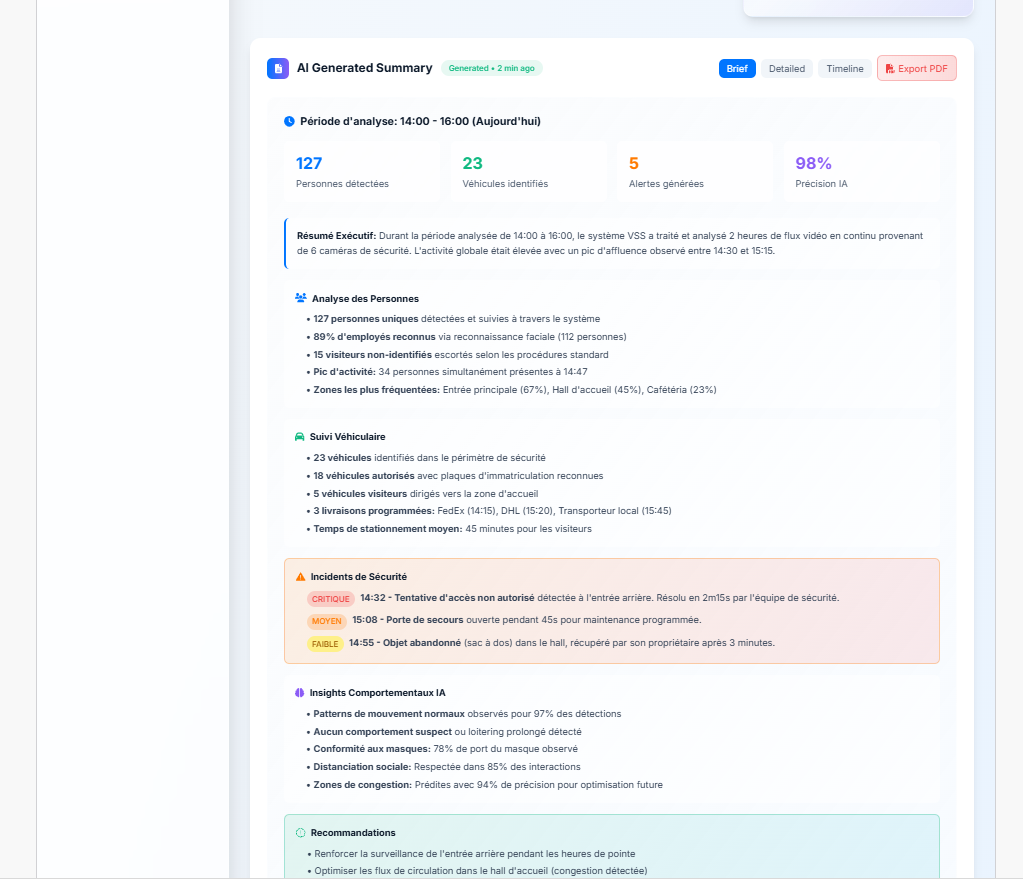 AI Generated Summary
Generated • 2 min ago
Brief
Detailed
Timeline
Export PDF
Période d'analyse: 14:00 - 16:00 (Aujourd'hui)
127
Personnes détectées
23
Véhicules identifiés
5
Alertes générées
98%
Précision IA
Résumé Exécutif: Durant la période analysée de 14:00 à 16:00, le système VSS a traité et analysé 2 heures de flux vidéo en continu provenant
de 6 caméras de sécurité. L'activité globale était élevée avec un pic d'affluence observé entre 14:30 et 15:15.
Analyse des Personnes
• 127 personnes uniques détectées et suivies à travers le système
• 89% d'employés reconnus via reconnaissance faciale (112 personnes)
• 15 visiteurs non-identifiés escortés selon les procédures standard
• Pic d'activité: 34 personnes simultanément présentes à 14:47
• Zones les plus fréquentées: Entrée principale (67%), Hall d'accueil (45%), Cafétéria (23%)
Suivi Véhiculaire
• 23 véhicules identifiés dans le périmètre de sécurité
• 18 véhicules autorisés avec plaques d'immatriculation reconnues
• 5 véhicules visiteurs dirigés vers la zone d'accueil
• 3 livraisons programmées: FedEx (14:15), DHL (15:20), Transporteur local (15:45)
• Temps de stationnement moyen: 45 minutes pour les visiteurs
Incidents de Sécurité
CRITIQUE 14:32 - Tentative d'accès non autorisé détectée à l'entrée arrière. Résolu en 2m15s par l'équipe de sécurité.
MOYEN 15:08 - Porte de secours ouverte pendant 45s pour maintenance programmée.
FAIBLE 14:55 - Objet abandonné (sac à dos) dans le hall, récupéré par son propriétaire après 3 minutes.
Insights Comportementaux IA
• Patterns de mouvement normaux observés pour 97% des détections
• Aucun comportement suspect ou loitering prolongé détecté
• Conformité aux masques: 78% de port du masque observé
• Distanciation sociale: Respectée dans 85% des interactions
• Zones de congestion: Prédites avec 94% de précision pour optimisation future
Recommandations
• Renforcer la surveillance de l'entrée arrière pendant les heures de pointe
• Optimiser les flux de circulation dans le hall d'accueil (congestion détectée)